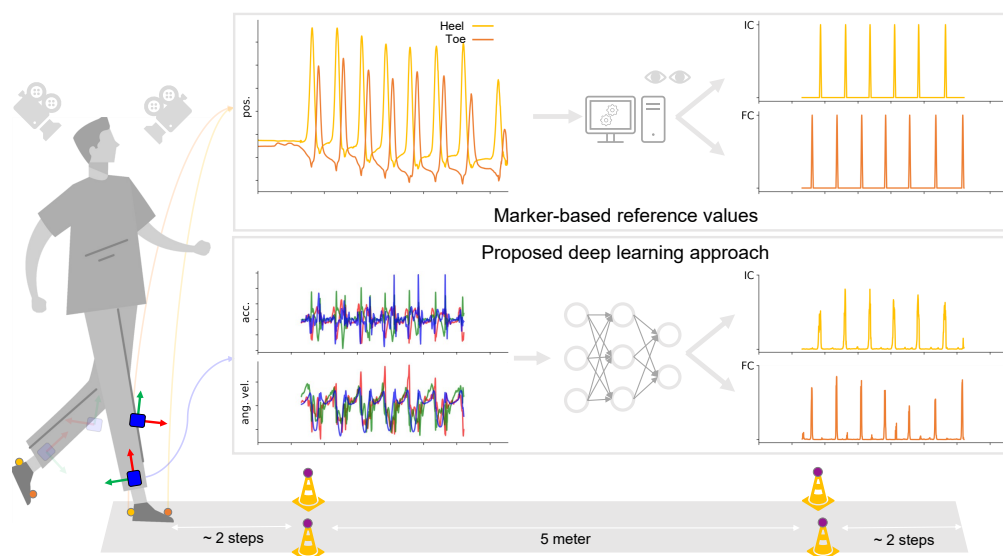 Heel
Toe
pos.
IC
FC
Marker-based reference values
Proposed deep learning approach
acc.
ang. vel.
IC
FC
~ 2 steps
5 meter
~ 2 steps